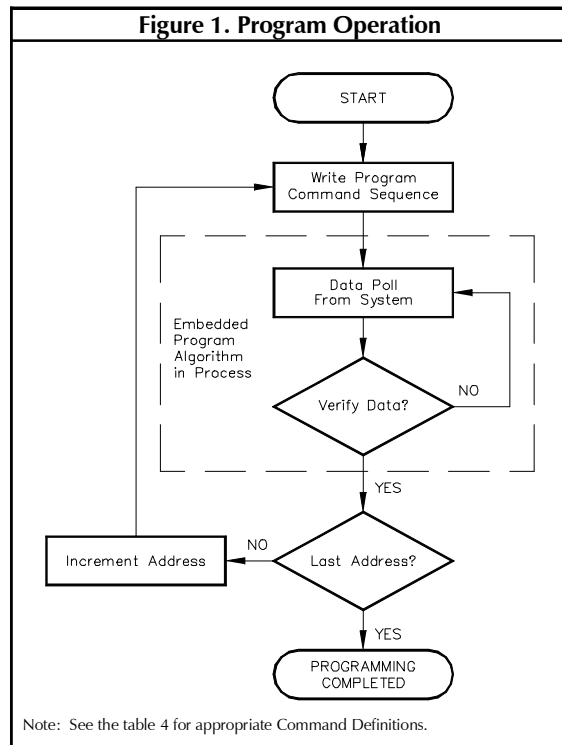 Figure 1. Program Operation
START
Write Program
Command Sequence
Data Poll
From System
Embedded
Program
Algorithm
in Process
Verify Data?
NO
YES
Increment Address
NO
Last Address?
YES
PROGRAMMING
COMPLETED
Note: See the table 4 for appropriate Command Definitions.